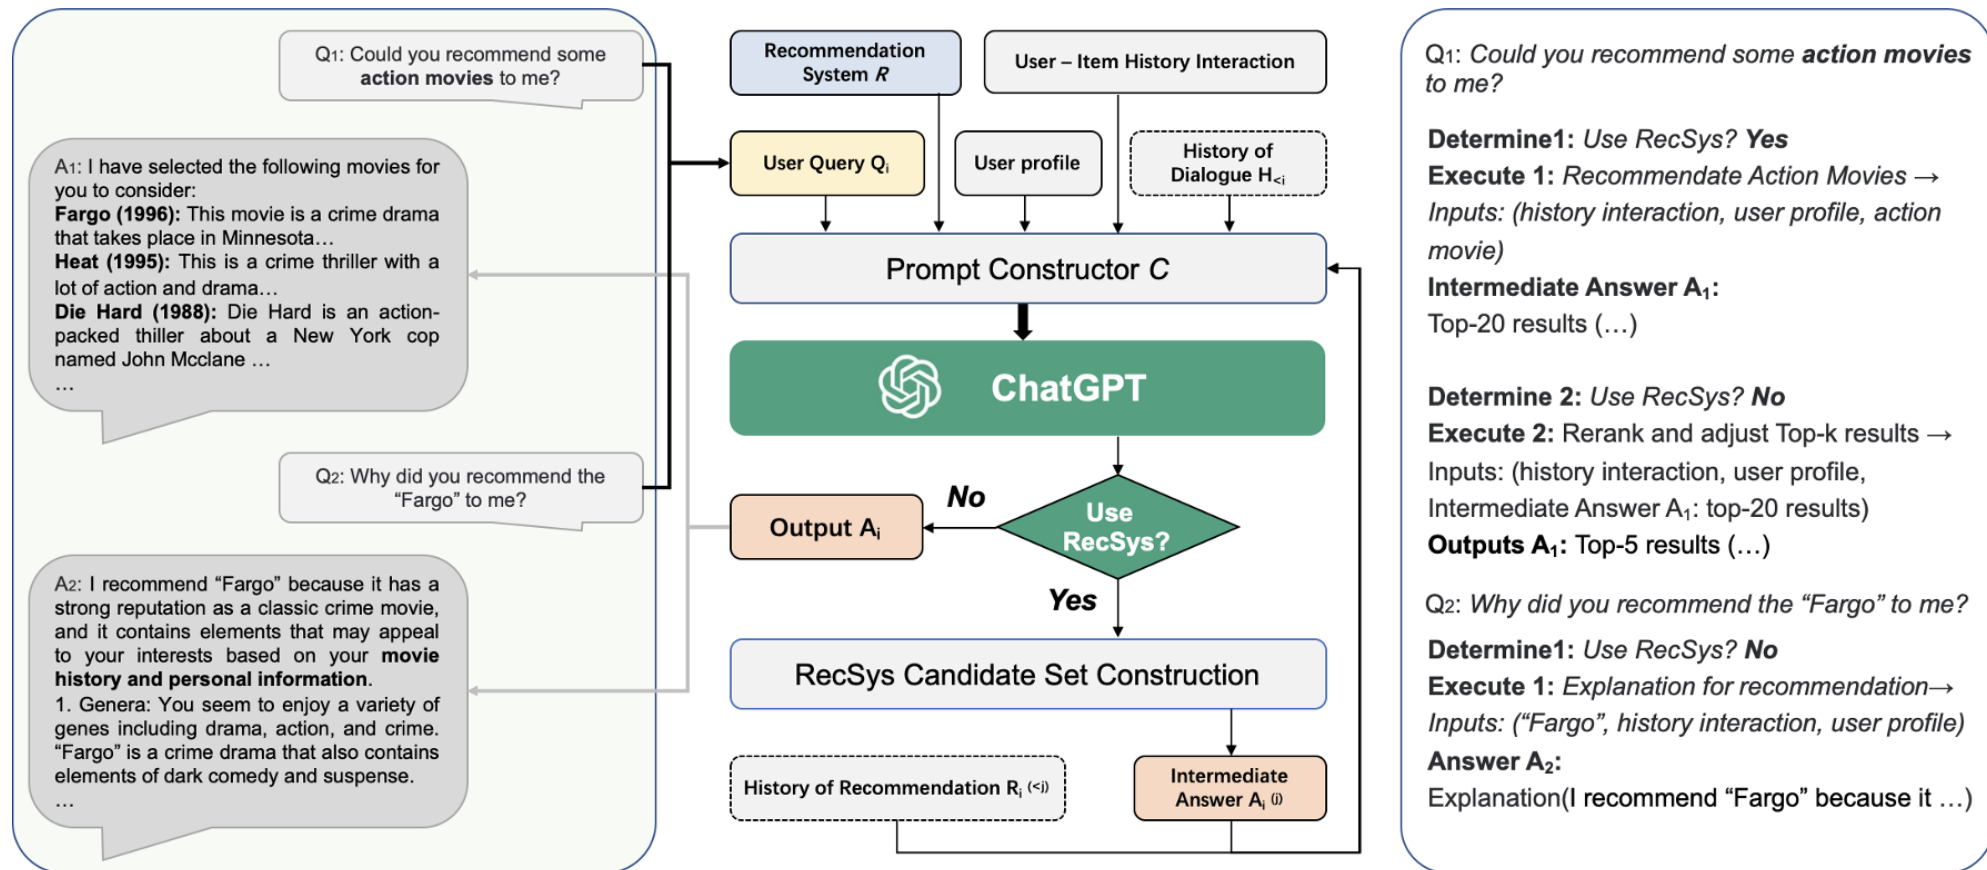 Q1: Could you recommend some
action movies to me?
A1: I have selected the following movies for
you to consider:
Fargo (1996): This movie is a crime drama
that takes place in Minnesota…
Heat (1995): This is a crime thriller with a
lot of action and drama…
Die Hard (1988): Die Hard is an action-
packed thiller about a New York cop
named John Mcclane …
…
Q2: Why did you recommend the
“Fargo” to me?
A2: I recommend “Fargo” because it has a
strong reputation as a classic crime movie,
and it contains elements that may appeal
to your interests based on your movie
history and personal information.
1. Genera: You seem to enjoy a variety of
genes including drama, action, and crime.
“Fargo” is a crime drama that also contains
elements of dark comedy and suspense.
…
Recommendation
System R
User – Item History Interaction
User Query Qi
User profile
History of
Dialogue H<i
Prompt Constructor C
ChatGPT
Use
RecSys?
No
Output Ai
Yes
RecSys Candidate Set Construction
History of Recommendation Ri (<j)
Intermediate
Answer Ai (j)
Q1: Could you recommend some action movies
to me?
Determine1: Use RecSys? Yes
Execute 1: Recommendate Action Movies →
Inputs: (history interaction, user profile, action
movie)
Intermediate Answer A1:
Top-20 results (…)
Determine 2: Use RecSys? No
Execute 2: Rerank and adjust Top-k results →
Inputs: (history interaction, user profile,
Intermediate Answer A1: top-20 results)
Outputs A1: Top-5 results (…)
Q2: Why did you recommend the “Fargo” to me?
Determine1: Use RecSys? No
Execute 1: Explanation for recommendation→
Inputs: (“Fargo”, history interaction, user profile)
Answer A2:
Explanation(I recommend “Fargo” because it …)